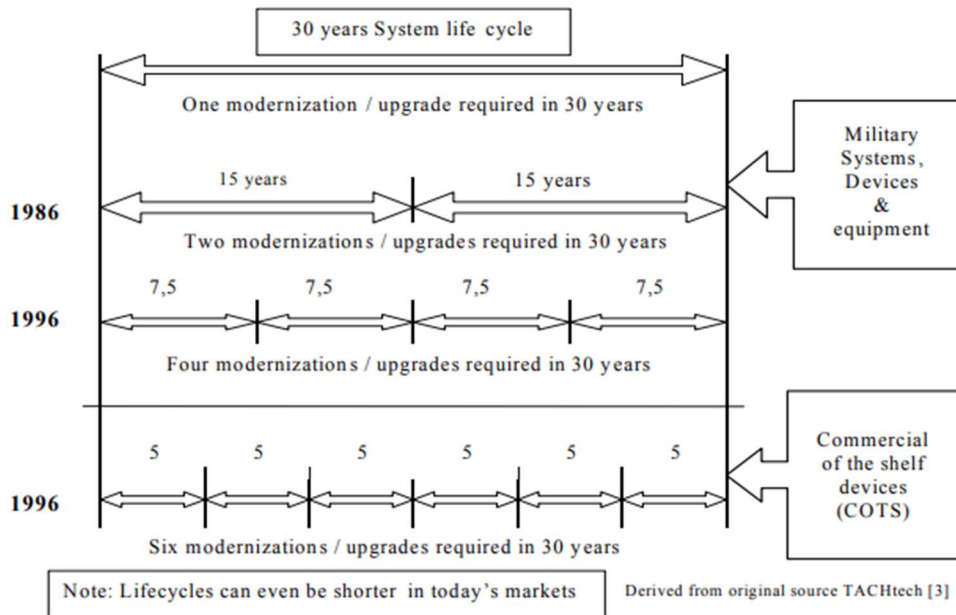 30 years System life cycle
One modernization / upgrade required in 30 years
Military
Systems,
Devices
&
equipment
15 years
15 years
1986
Two modernizations / upgrades required in 30 years
7,5
7,5
7,5
7,5
1996
Four modernizations / upgrades required in 30 years
5
5
5
5
5
5
Commercial
of the shelf
devices
(COTS)
1996
Six modernizations / upgrades required in 30 years
Note: Lifecycles can even be shorter in today's markets
Derived from original source TACHtech [3]